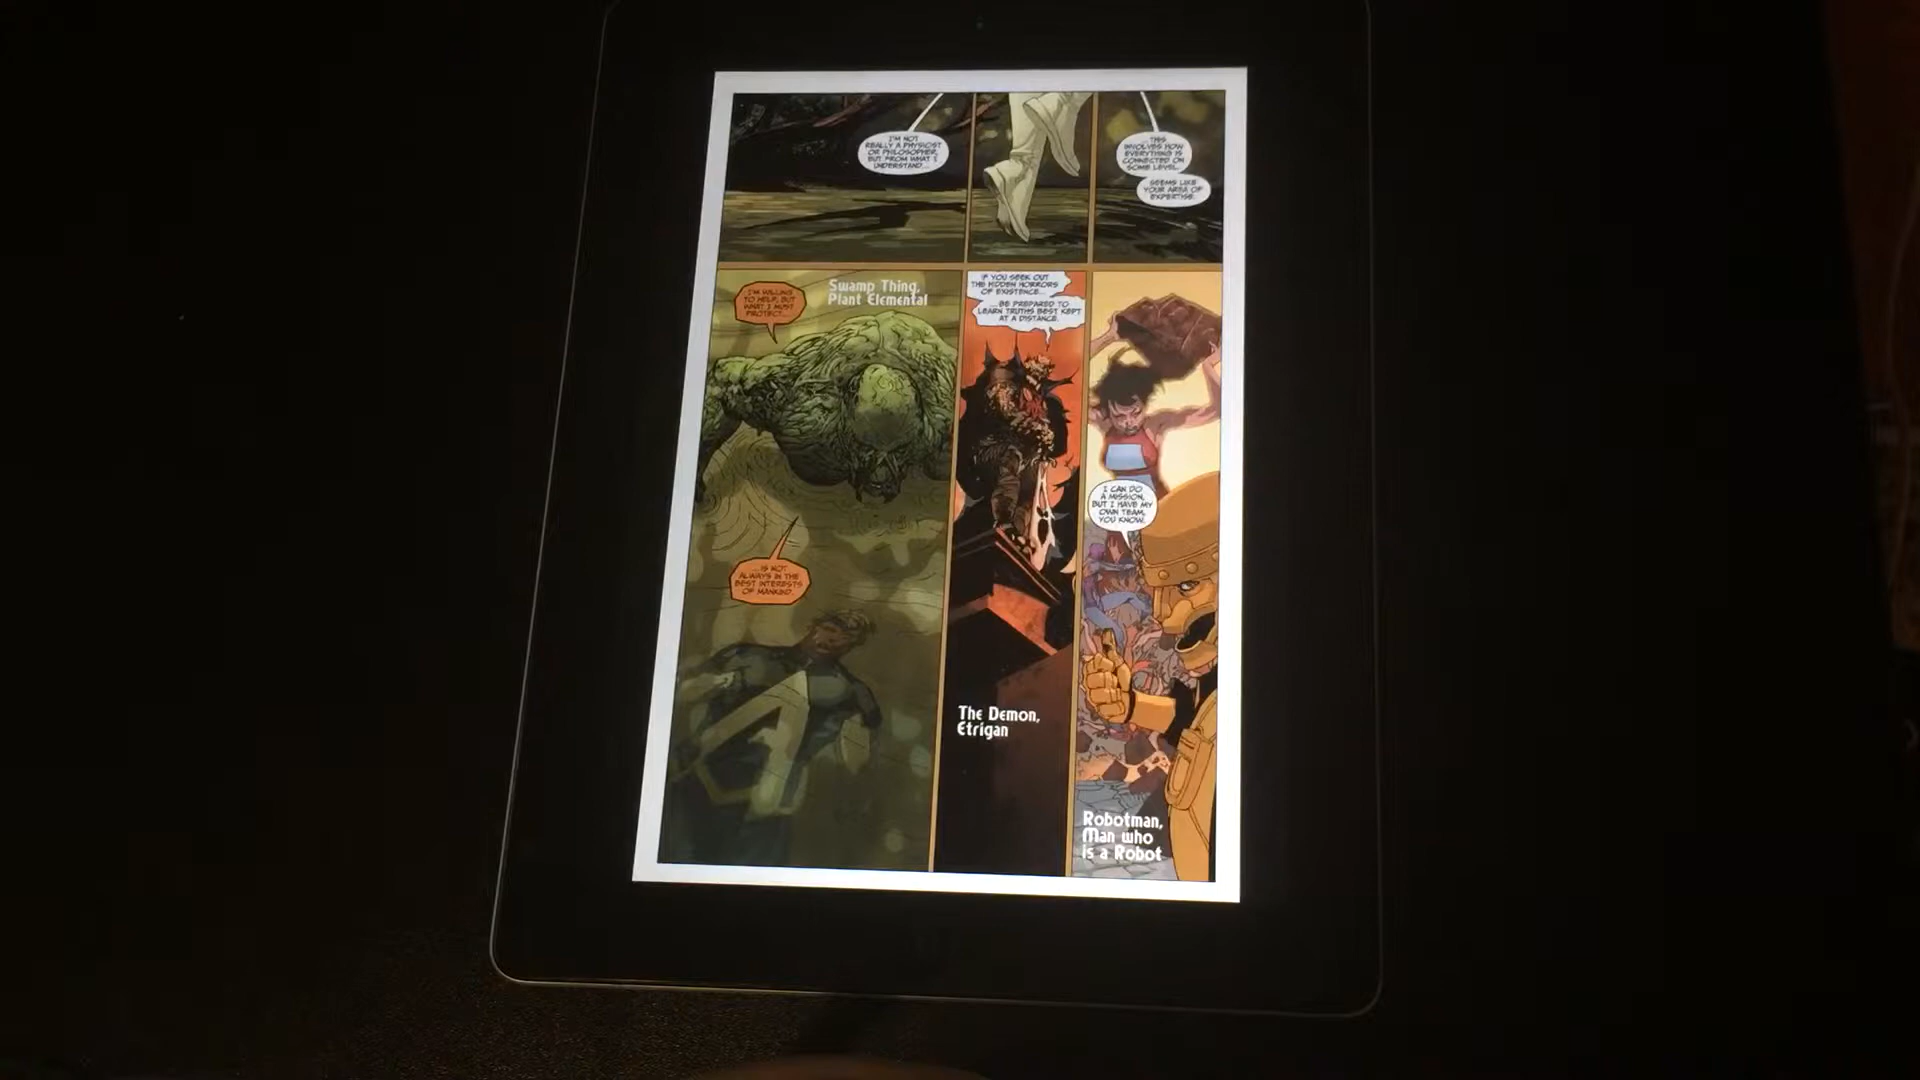 I'M NOT
REALLY A PHYSICIST
OR PHILOSOPHER,
BUT FROM WHAT I
UNDERSTAND...
THIS
INVOLVES HOW
EVERYTHING IS
CONNECTED ON
SOME LEVEL.
SEEMS LIKE
YOUR AREA OF
EXPERTISE.
I'M WILLING
TO HELP, BUT
WHAT I MUST
PROTECT...
Swamp Thing,
Plant Elemental
...IS NOT
ALWAYS IN THE
BEST INTERESTS
OF MANKIND.
IF YOU SEEK OUT
THE HIDDEN HORRORS
OF EXISTENCE...
...BE PREPARED TO
LEARN TRUTHS BEST KEPT
AT A DISTANCE.
The Demon,
Etrigan
I CAN DO
A MISSION,
BUT I HAVE MY
OWN TEAM,
YOU KNOW.
Robotman,
Man who
is a Robot